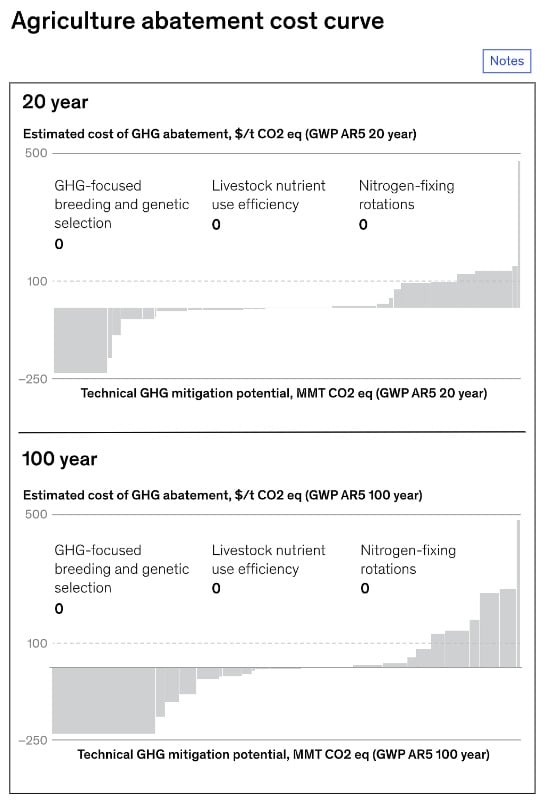 Agriculture abatement cost curve
Notes
20 year
Estimated cost of GHG abatement, $/t CO2 eq (GWP AR5 20 year)
500
GHG-focused
breeding and genetic
selection
0
Livestock nutrient
use efficiency
0
Nitrogen-fixing
rotations
0
100
−250
Technical GHG mitigation potential, MMT CO2 eq (GWP AR5 20 year)
100 year
Estimated cost of GHG abatement, $/t CO2 eq (GWP AR5 100 year)
500
GHG-focused
breeding and genetic
selection
0
Livestock nutrient
use efficiency
0
Nitrogen-fixing
rotations
0
100
−250
Technical GHG mitigation potential, MMT CO2 eq (GWP AR5 100 year)